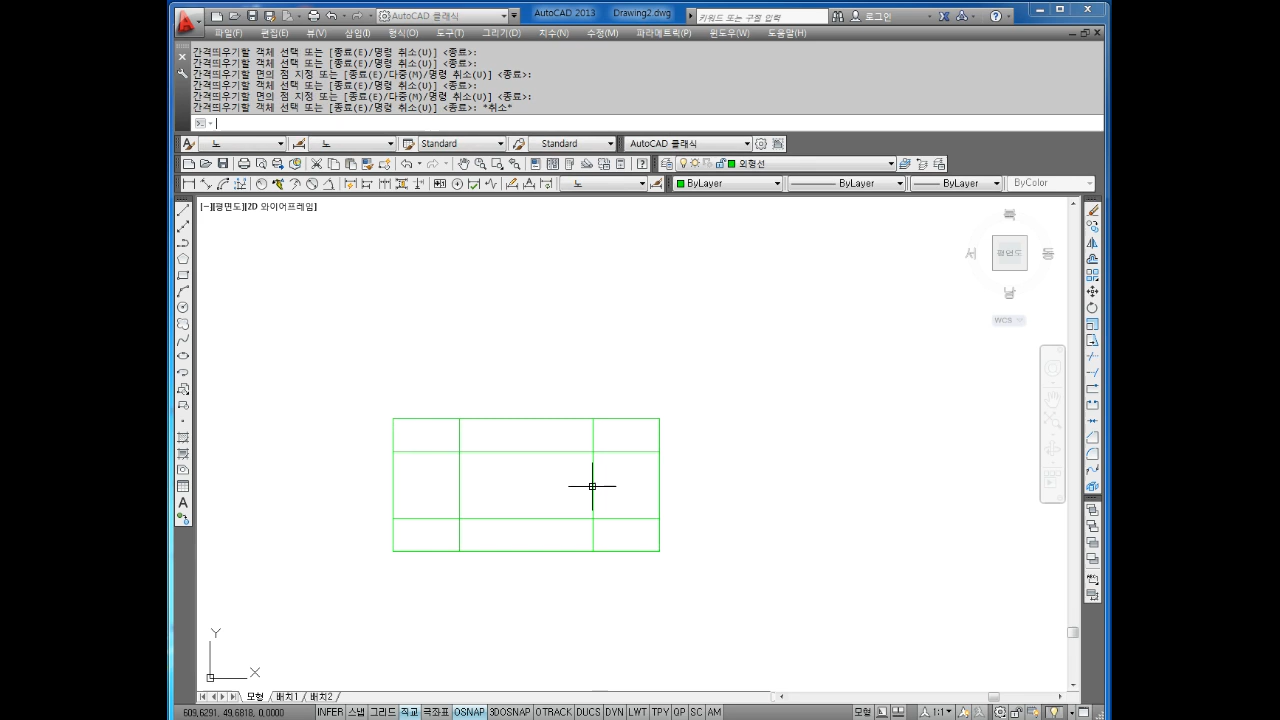 AutoCAD 클래식
AutoCAD 2013 Drawing2.dwg
키워드 또는 구절 입력
로그인
파일(F) 편집(E) 뷰(V) 삽입(I) 형식(O) 도구(T) 그리기(D) 치수(N) 수정(M) 파라메트릭(P) 윈도우(W) 도움말(H)
간격띄우기할 객체 선택 또는 [종료(E)/명령 취소(U)] <종료>:
간격띄우기할 객체 선택 또는 [종료(E)/명령 취소(U)] <종료>:
간격띄우기할 면의 점 지정 또는 [종료(E)/다중(M)/명령 취소(U)] <종료>:
간격띄우기할 객체 선택 또는 [종료(E)/명령 취소(U)] <종료>:
간격띄우기할 면의 점 지정 또는 [종료(E)/다중(M)/명령 취소(U)] <종료>:
간격띄우기할 객체 선택 또는 [종료(E)/명령 취소(U)] <종료>: *취소*
Standard Standard AutoCAD 클래식
외형선
ByLayer ByLayer ByLayer ByColor
[−][평면도][2D 와이어프레임]
북
서 평면도 동
남
WCS
Y
X
모형 배치1 배치2
609,6291, 49,6818, 0,0000 INFER 스냅 그리드 직교 극좌표 OSNAP 3DOSNAP OTRACK DUCS DYN LWT TPY QP SC AM 모형 1:1